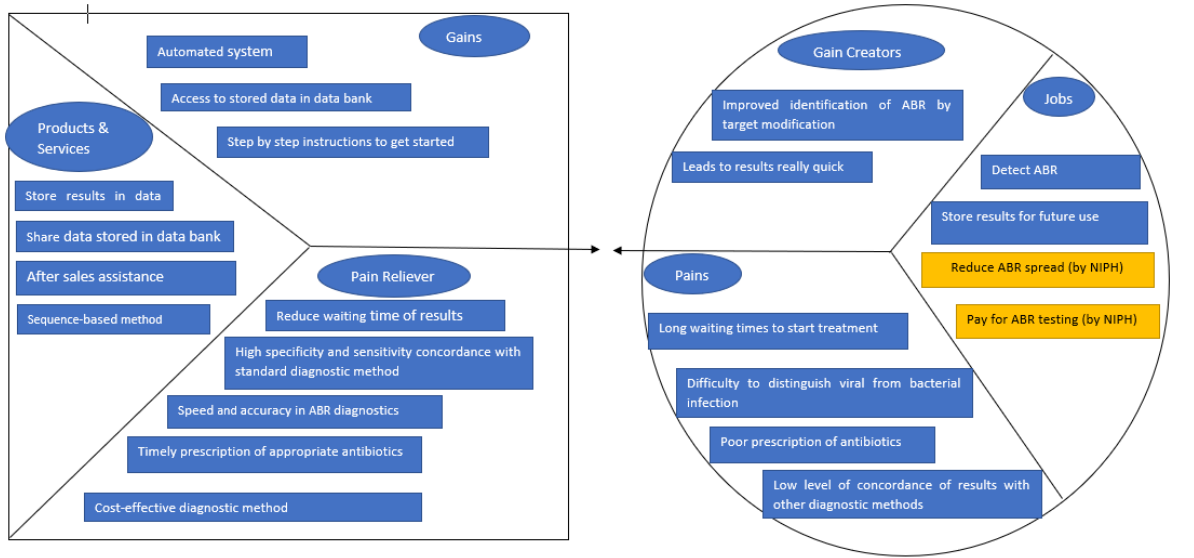 Gains
Automated system
Access to stored data in data bank
Step by step instructions to get started
Products &
Services
Store results in data
Share data stored in data bank
After sales assistance
Sequence-based method
Pain Reliever
Reduce waiting time of results
High specificity and sensitivity concordance with
standard diagnostic method
Speed and accuracy in ABR diagnostics
Timely prescription of appropriate antibiotics
Cost-effective diagnostic method
Gain Creators
Improved identification of ABR by
target modification
Leads to results really quick
Jobs
Detect ABR
Store results for future use
Reduce ABR spread (by NIPH)
Pay for ABR testing (by NIPH)
Pains
Long waiting times to start treatment
Difficulty to distinguish viral from bacterial
infection
Poor prescription of antibiotics
Low level of concordance of results with
other diagnostic methods